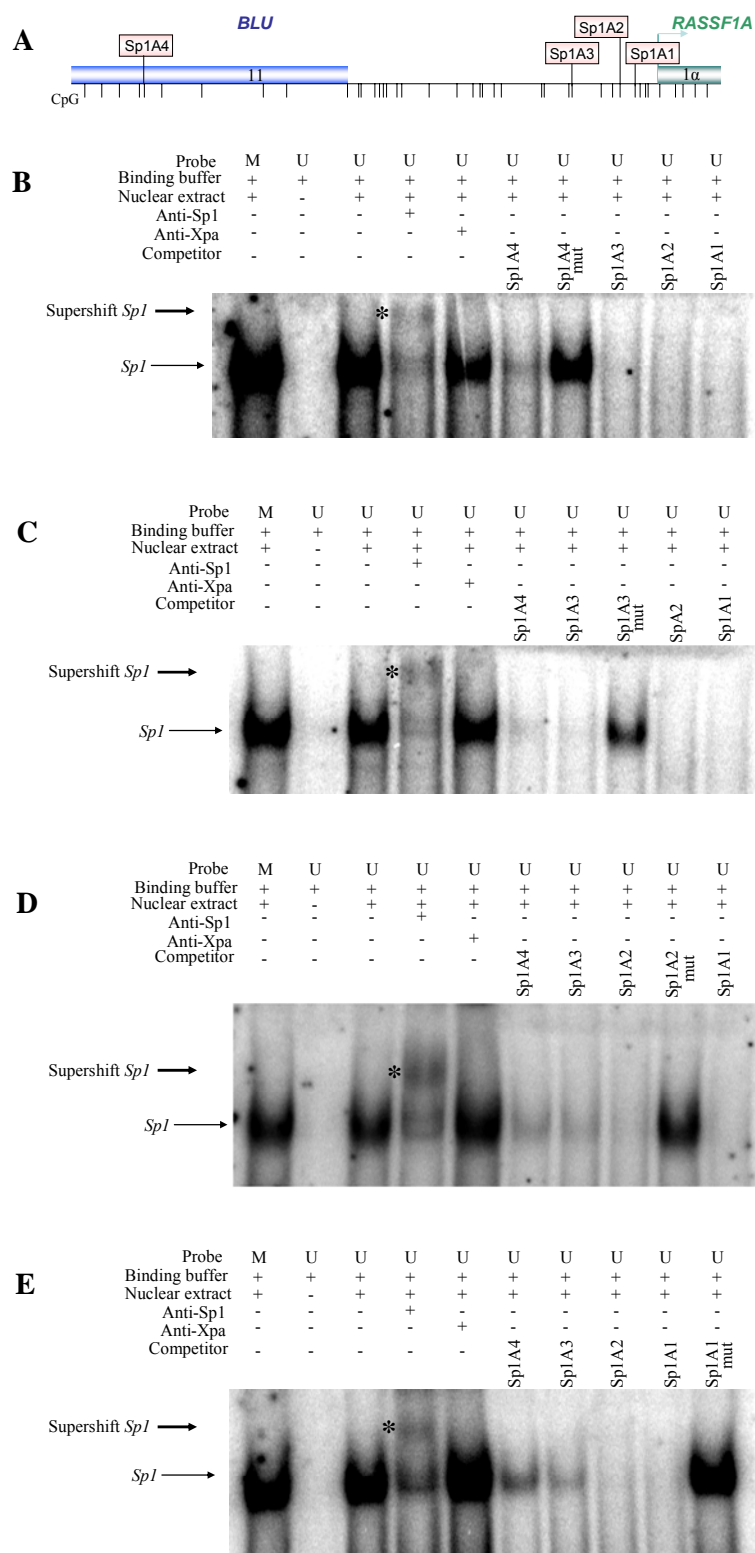 A
BLU
RASSF1A
Sp1A4
Sp1A2
Sp1A3
Sp1A1
11
1α
CpG
B
Probe M U U U U U U U U U
Binding buffer + + + + + + + + + +
Nuclear extract + - + + + + + + + +
Anti-Sp1 - - - + - - - - - -
Anti-Xpa - - - - + - - - - -
Competitor - - - - - Sp1A4 Sp1A4 mut Sp1A3 Sp1A2 Sp1A1
Supershift Sp1 *
Sp1
C
Probe M U U U U U U U U U
Binding buffer + + + + + + + + + +
Nuclear extract + - + + + + + + + +
Anti-Sp1 - - - + - - - - - -
Anti-Xpa - - - - + - - - - -
Competitor - - - - - Sp1A4 Sp1A3 Sp1A3 mut SpA2 Sp1A1
Supershift Sp1 *
Sp1
D
Probe M U U U U U U U U U
Binding buffer + + + + + + + + + +
Nuclear extract + - + + + + + + + +
Anti-Sp1 - - - + - - - - - -
Anti-Xpa - - - - + - - - - -
Competitor - - - - - Sp1A4 Sp1A3 Sp1A2 Sp1A2 mut Sp1A1
Supershift Sp1 *
Sp1
E
Probe M U U U U U U U U U
Binding buffer + + + + + + + + + +
Nuclear extract + - + + + + + + + +
Anti-Sp1 - - - + - - - - - -
Anti-Xpa - - - - + - - - - -
Competitor - - - - - Sp1A4 Sp1A3 Sp1A2 Sp1A1 Sp1A1 mut
Supershift Sp1 *
Sp1